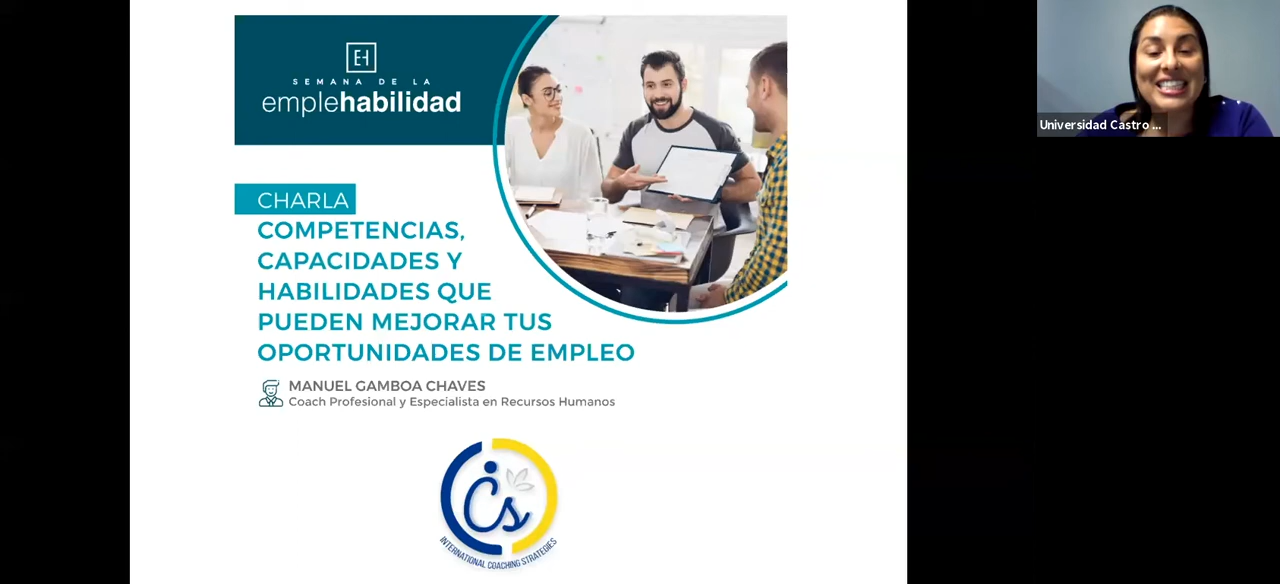 EH
SEMANA DE LA
emplehabilidad
CHARLA
COMPETENCIAS,
CAPACIDADES Y
HABILIDADES QUE
PUEDEN MEJORAR TUS
OPORTUNIDADES DE EMPLEO
MANUEL GAMBOA CHAVES
Coach Profesional y Especialista en Recursos Humanos
Cs
INTERNATIONAL COACHING STRATEGIES
Universidad Castro ...